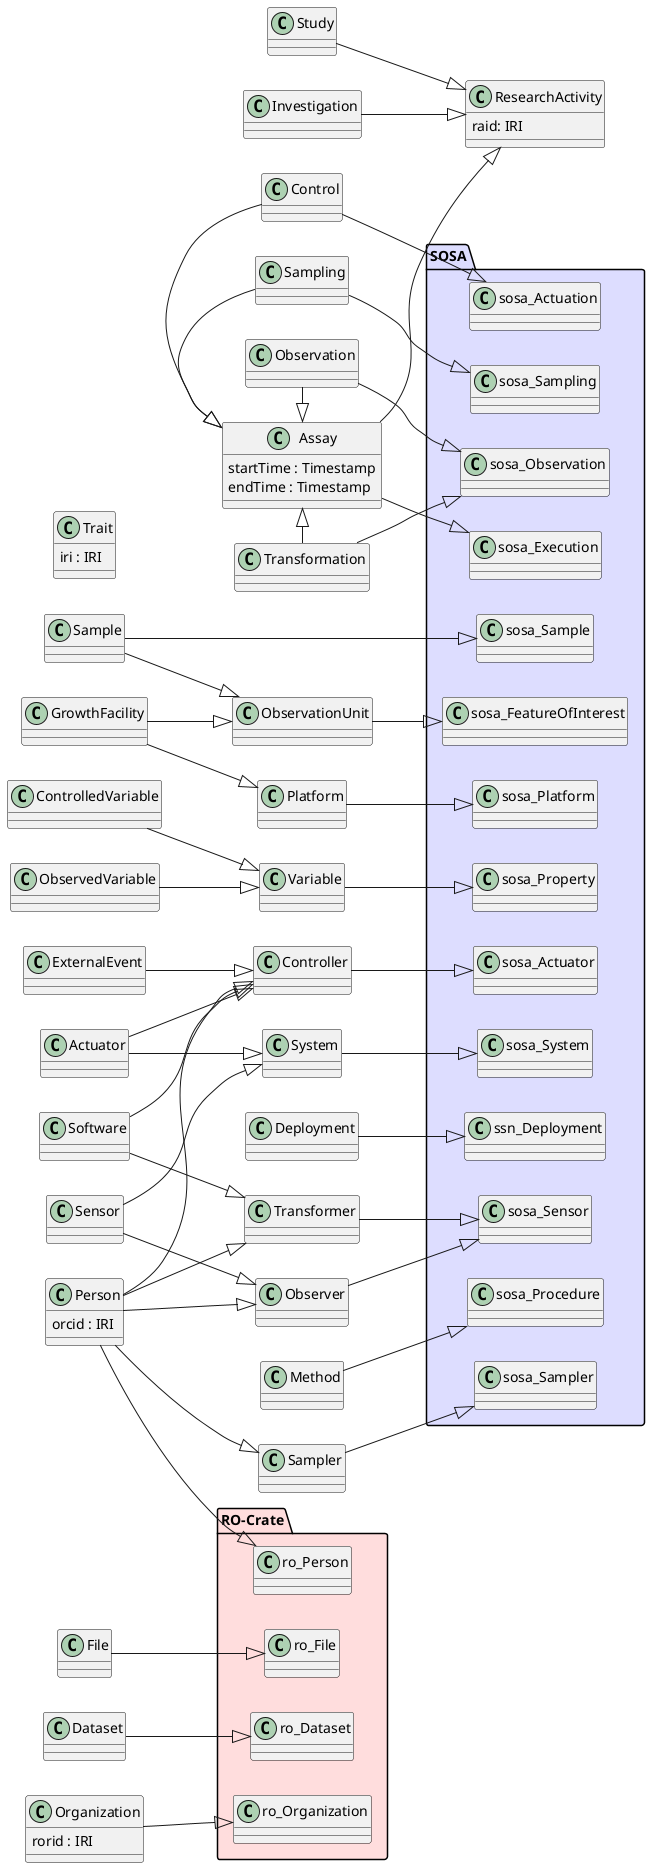 C Study
C ResearchActivity
raid: IRI
C Investigation
C Control
SOSA
C sosa_Actuation
C Sampling
C sosa_Sampling
C Observation
C Assay
startTime : Timestamp
endTime : Timestamp
C sosa_Observation
C Trait
iri : IRI
C Transformation
C sosa_Execution
C Sample
C sosa_Sample
C GrowthFacility
C ObservationUnit
C sosa_FeatureOfInterest
C ControlledVariable
C Platform
C sosa_Platform
C ObservedVariable
C Variable
C sosa_Property
C ExternalEvent
C Controller
C sosa_Actuator
C Actuator
C System
C sosa_System
C Software
C Deployment
C ssn_Deployment
C Sensor
C Transformer
C sosa_Sensor
C Person
orcid : IRI
C Observer
C sosa_Procedure
C Method
C sosa_Sampler
C Sampler
RO-Crate
C ro_Person
C File
C ro_File
C Dataset
C ro_Dataset
C Organization
rorid : IRI
C ro_Organization